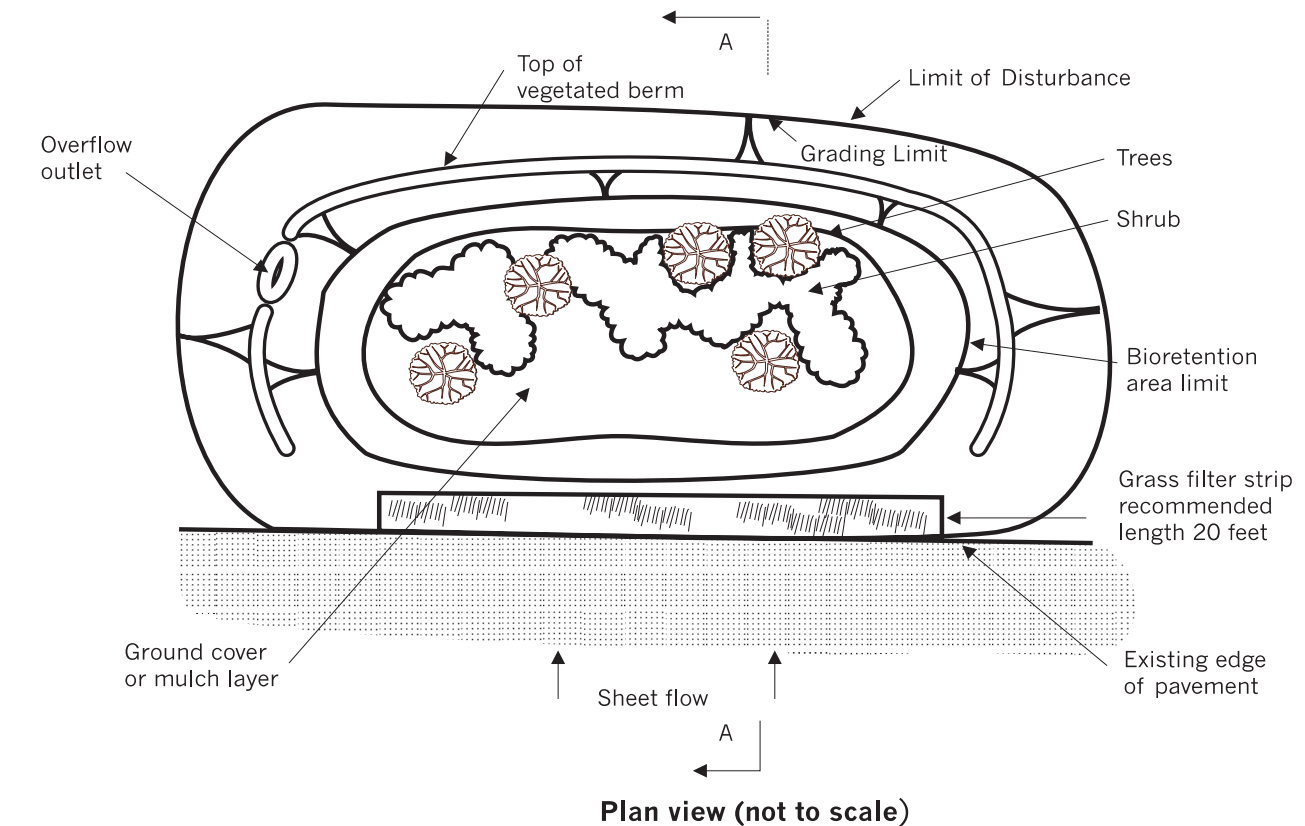 A
Top of
vegetated berm
Limit of Disturbance
Overflow
outlet
Grading Limit
Trees
Shrub
Bioretention
area limit
Grass filter strip
recommended
length 20 feet
Ground cover
or mulch layer
Existing edge
of pavement
Sheet flow
A
Plan view (not to scale)